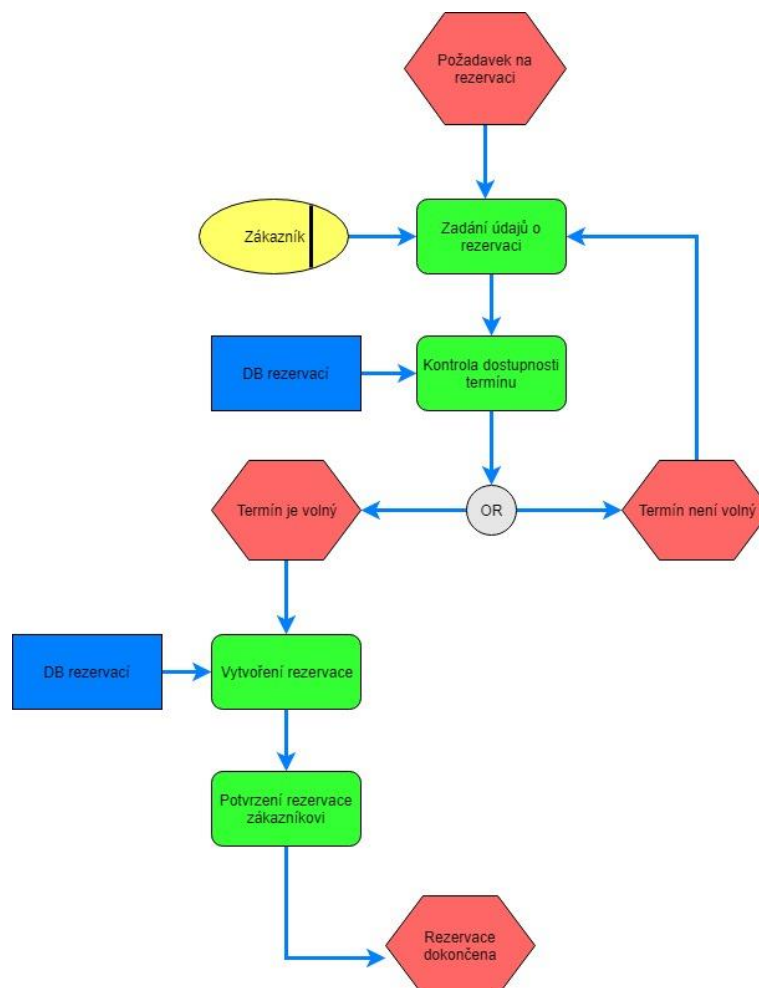 Požadavek na
rezervaci
Zákazník
Zadání údajů o
rezervaci
DB rezervací
Kontrola dostupnosti
termínu
Termín je volný
OR
Termín není volný
DB rezervací
Vytvoření rezervace
Potvrzení rezervace
zákazníkovi
Rezervace
dokončena